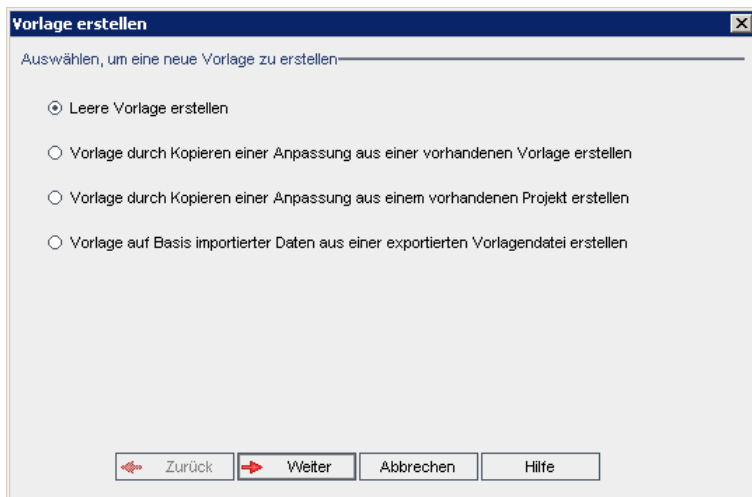 Vorlage erstellen
Auswählen, um eine neue Vorlage zu erstellen
Leere Vorlage erstellen
Vorlage durch Kopieren einer Anpassung aus einer vorhandenen Vorlage erstellen
Vorlage durch Kopieren einer Anpassung aus einem vorhandenen Projekt erstellen
Vorlage auf Basis importierter Daten aus einer exportierten Vorlagendatei erstellen
Zurück Weiter Abbrechen Hilfe